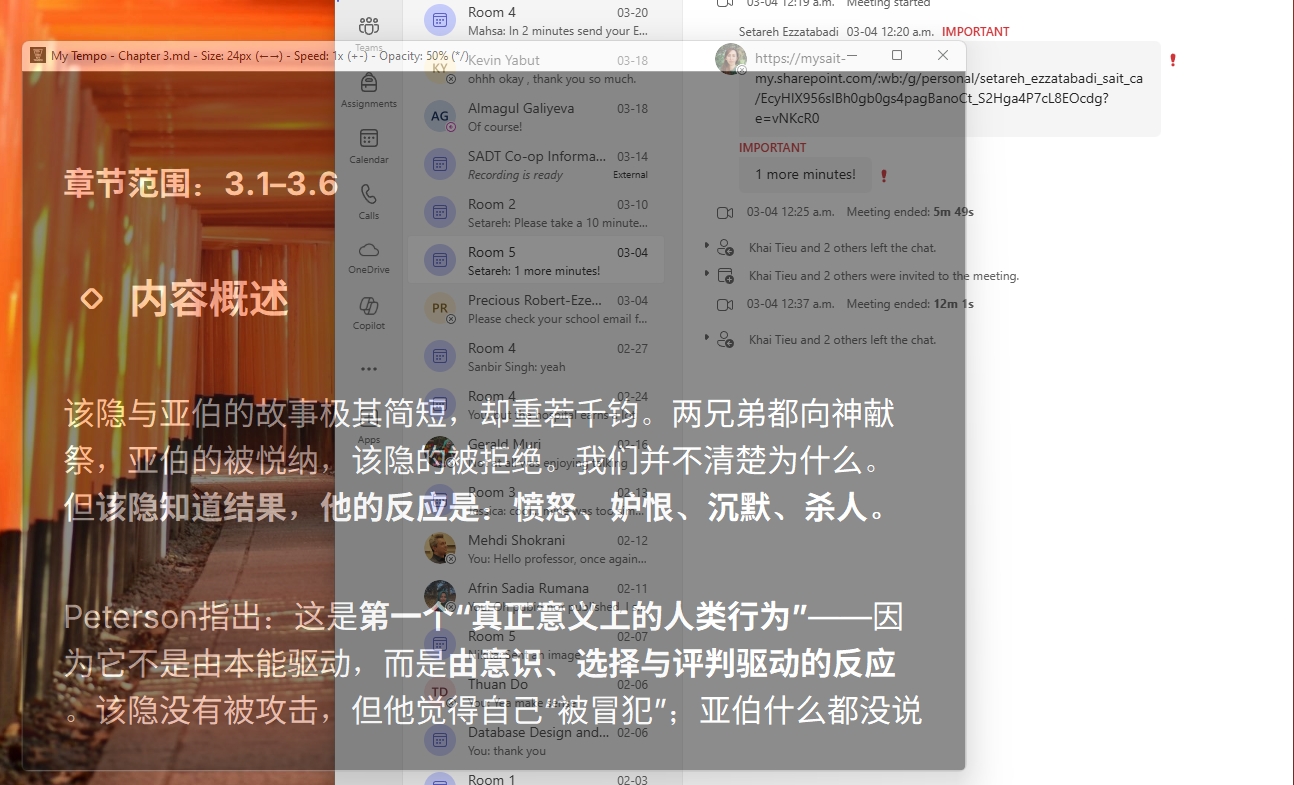 Teams
Assignments
Calendar
Calls
OneDrive
Copilot
Apps
Room 4 03-20
Mahsa: In 2 minutes send your E...
KY
Kevin Yabut 03-18
ohhh okay , thank you so much.
AG
Almagul Galiyeva 03-18
Of course!
SADT Co-op Informa... 03-14
Recording is ready External
Room 2 03-10
Setareh: Please take a 10 minute...
Room 5 03-04
Setareh: 1 more minutes!
PR
Precious Robert-Eze... 03-04
Please check your school email f...
Room 4 02-27
Sanbir Singh: yeah
Room 4 02-24
Gerald Muri 02-16
Room 3 02-13
Mehdi Shokrani 02-12
You: Hello professor, once again...
Afrin Sadia Rumana 02-11
Room 5 02-07
TD
Thuan Do 02-06
Database Design and... 02-06
You: thank you
Room 1 02-03
03-04 12:19 a.m. Meeting started
Setareh Ezzatabadi 03-04 12:20 a.m. IMPORTANT
https://mysait-
my.sharepoint.com/:wb:/g/personal/setareh_ezzatabadi_sait_ca
/EcyHIX956sIBh0gb0gs4pagBanoCt_S2Hga4P7cL8EOcdg?
e=vNKcR0
IMPORTANT
1 more minutes!
03-04 12:25 a.m. Meeting ended: 5m 49s
Khai Tieu and 2 others left the chat.
Khai Tieu and 2 others were invited to the meeting.
03-04 12:37 a.m. Meeting ended: 12m 1s
Khai Tieu and 2 others left the chat.
My Tempo - Chapter 3.md - Size: 24px (←→) - Speed: 1x (+-) - Opacity: 50% (*/)
章节范围：3.1–3.6
内容概述
该隐与亚伯的故事极其简短，却重若千钧。两兄弟都向神献
祭，亚伯的被悦纳，该隐的被拒绝。我们并不清楚为什么。
但该隐知道结果，他的反应是：愤怒、妒恨、沉默、杀人。
Peterson指出：这是第一个“真正意义上的人类行为”——因
为它不是由本能驱动，而是由意识、选择与评判驱动的反应
。该隐没有被攻击，但他觉得自己“被冒犯”；亚伯什么都没说